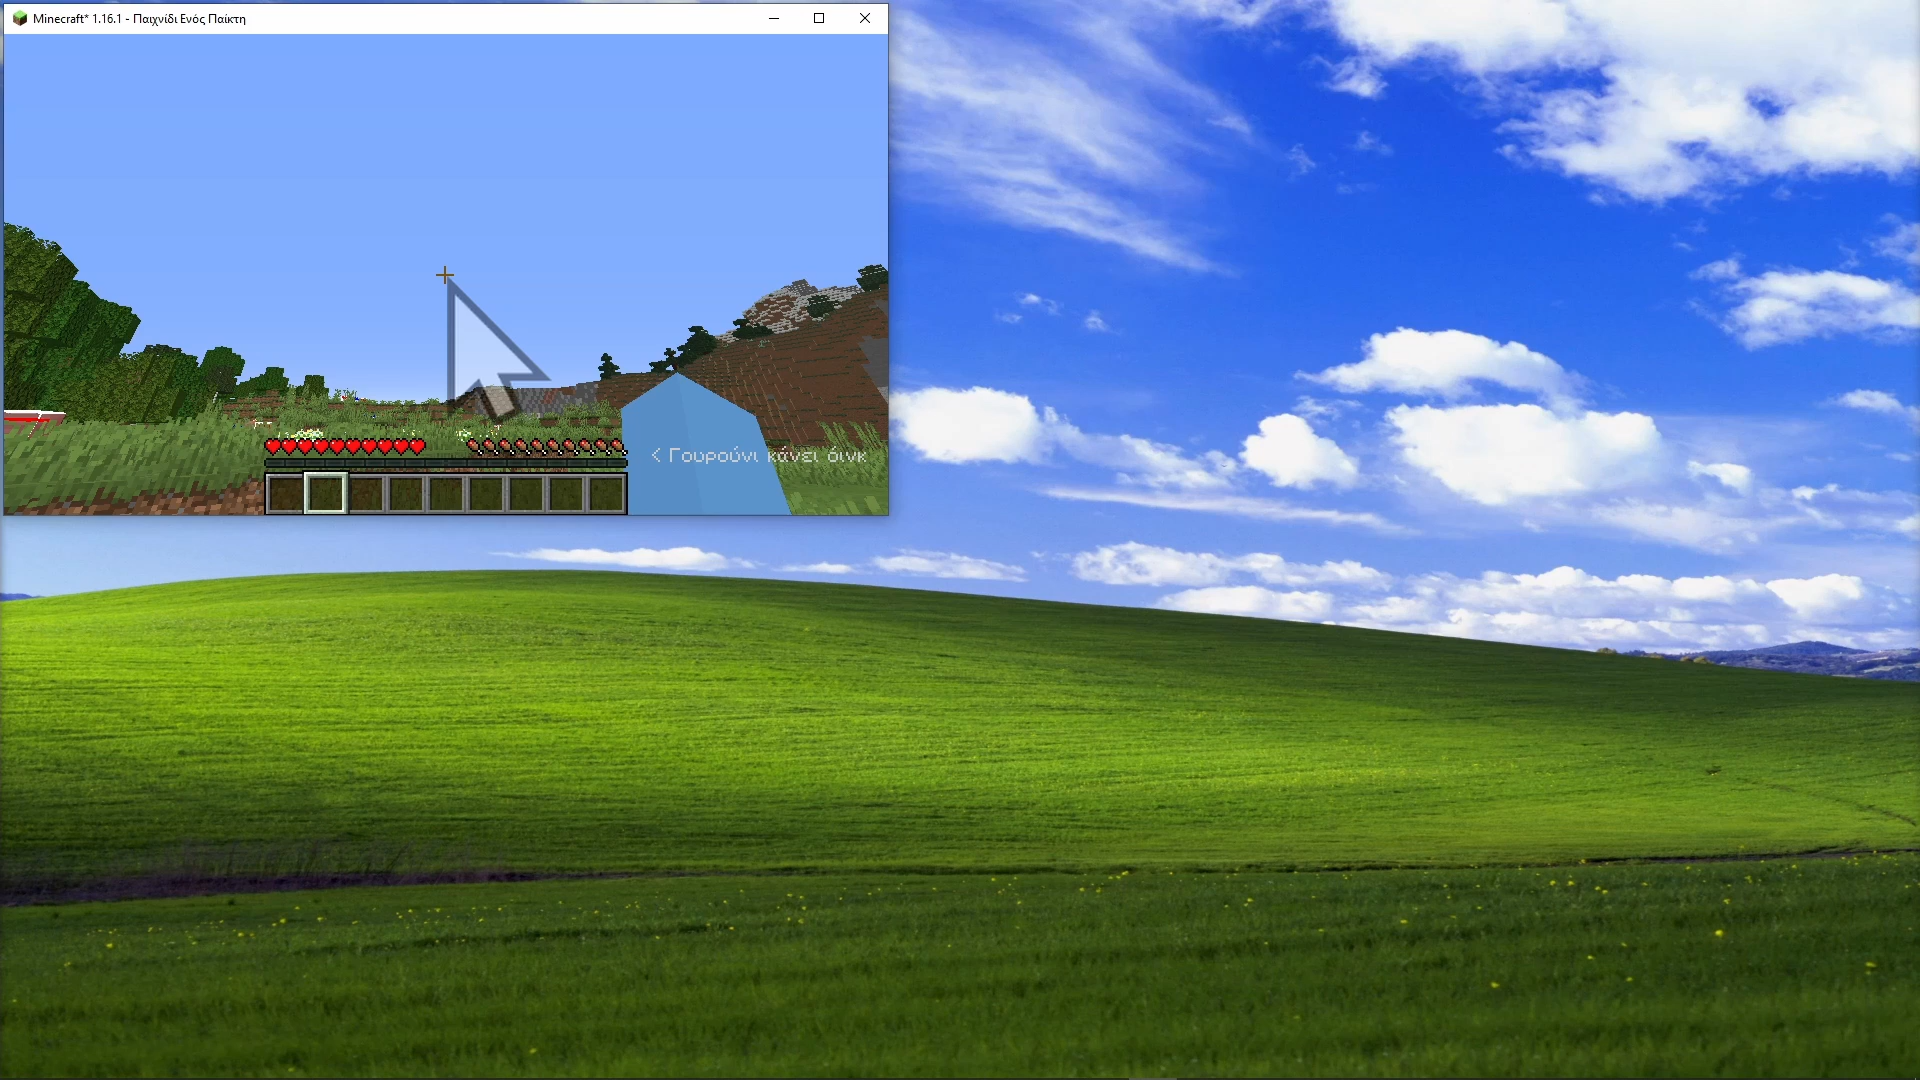 Minecraft* 1.16.1 - Παιχνίδι Ενός Παίκτη
< Γουρούνι κάνει όινκ